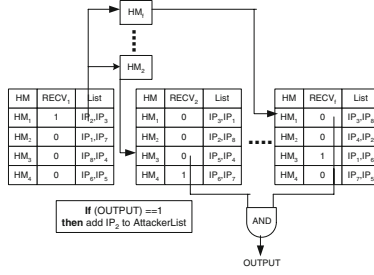 HM₁
HM₂
HM RECV₁ List
HM₁ 1 IP₂,IP₃
HM₂ 0 IP₁,IP₇
HM₃ 0 IP₈,IP₄
HM₄ 0 IP₆,IP₅
HM RECV₂ List
HM₁ 0 IP₃,IP₁
HM₂ 0 IP₂,IP₈
HM₃ 0 IP₅,IP₄
HM₄ 1 IP₆,IP₇
HM List
HM₁ 0 IP₃,IP₈
HM₂ 0 IP₄,IP₂
HM₃ 1 IP₁,IP₆
HM₄ 0 IP₇,IP₅
If (OUTPUT) ==1
then add IP₂ to AttackerList
AND
OUTPUT